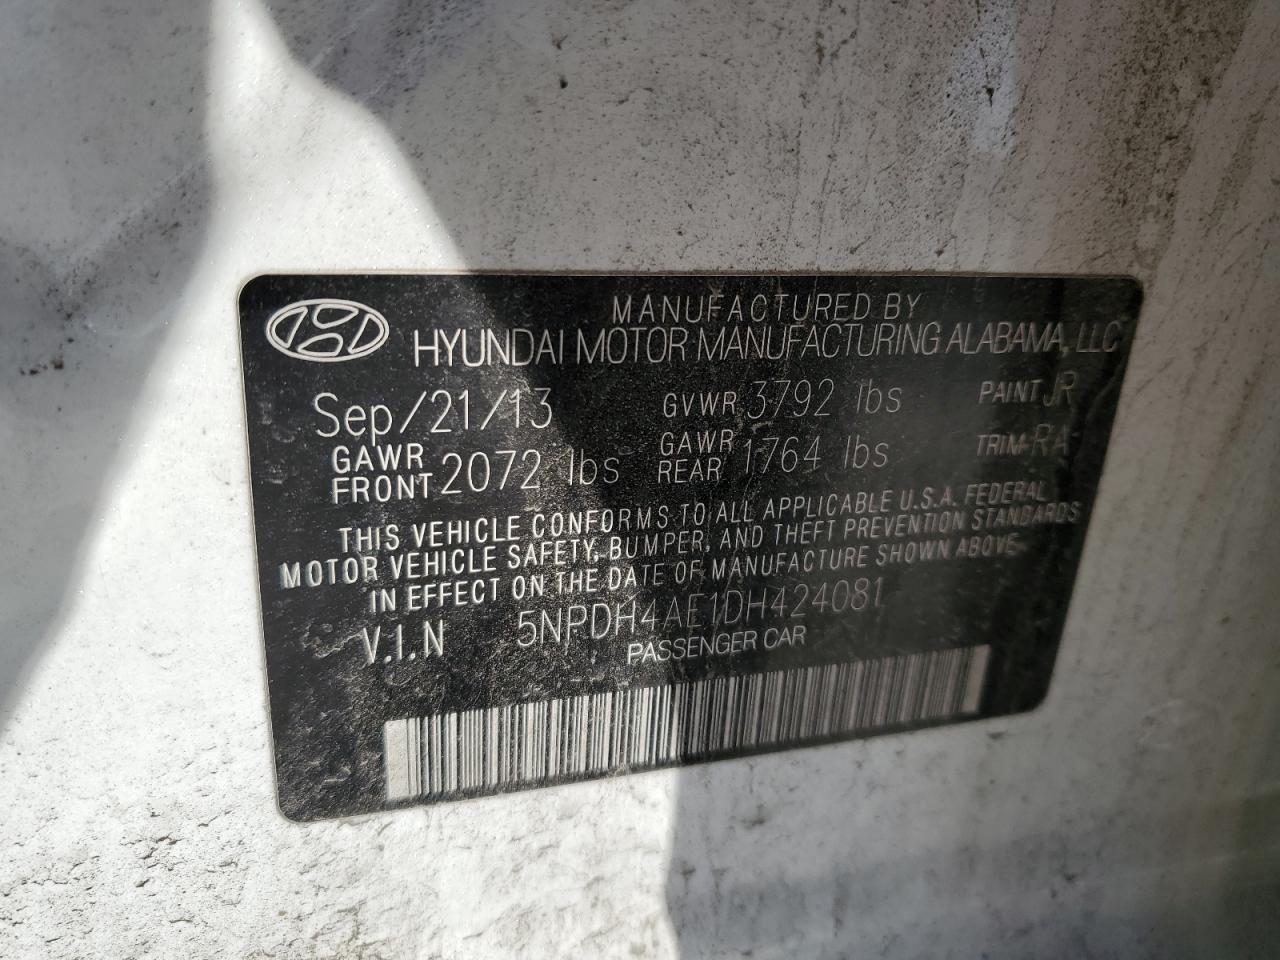 MANUFACTURED BY
HYUNDAI MOTOR MANUFACTURING ALABAMA, LLC
Sep/21/13 GVWR 3792 lbs PAINT JR
GAWR FRONT 2072 lbs GAWR REAR 1764 lbs TRIM RA
THIS VEHICLE CONFORMS TO ALL APPLICABLE U.S.A. FEDERAL
MOTOR VEHICLE SAFETY, BUMPER, AND THEFT PREVENTION STANDARDS
IN EFFECT ON THE DATE OF MANUFACTURE SHOWN ABOVE
V.I.N 5NPDH4AE1DH424081
PASSENGER CAR